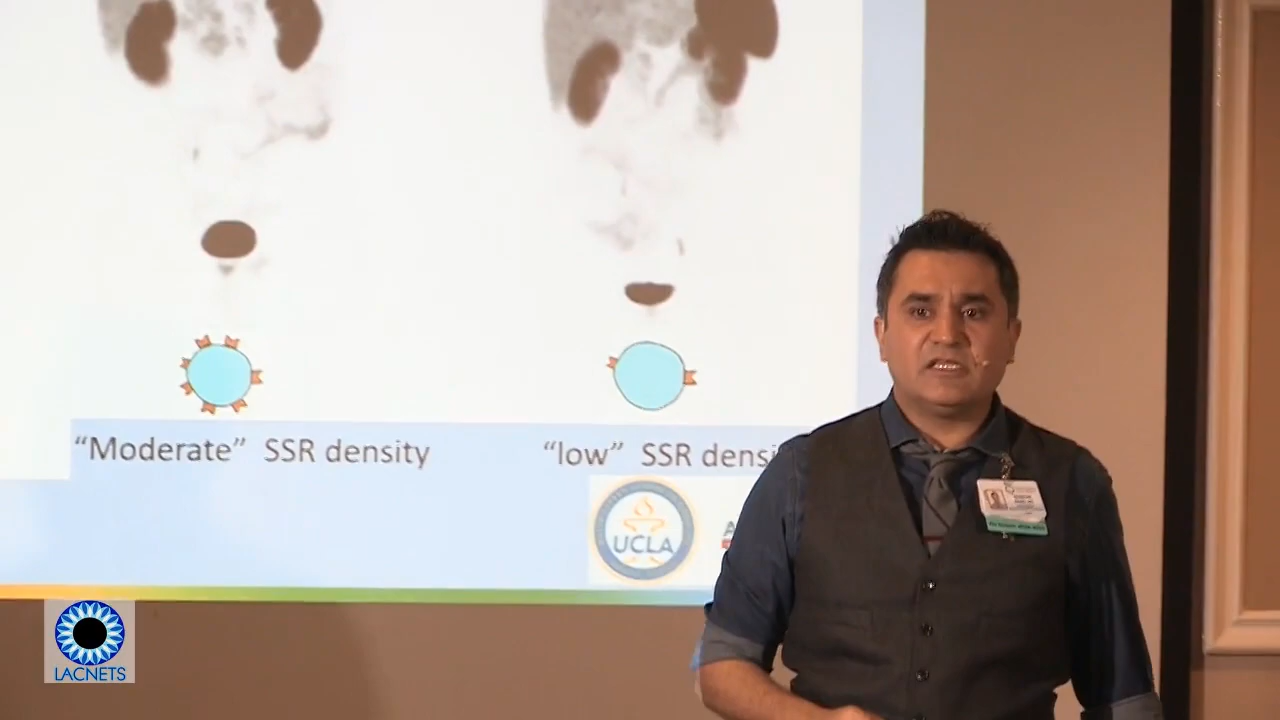 “Moderate” SSR density
“low” SSR densi
UCLA
LACNETS